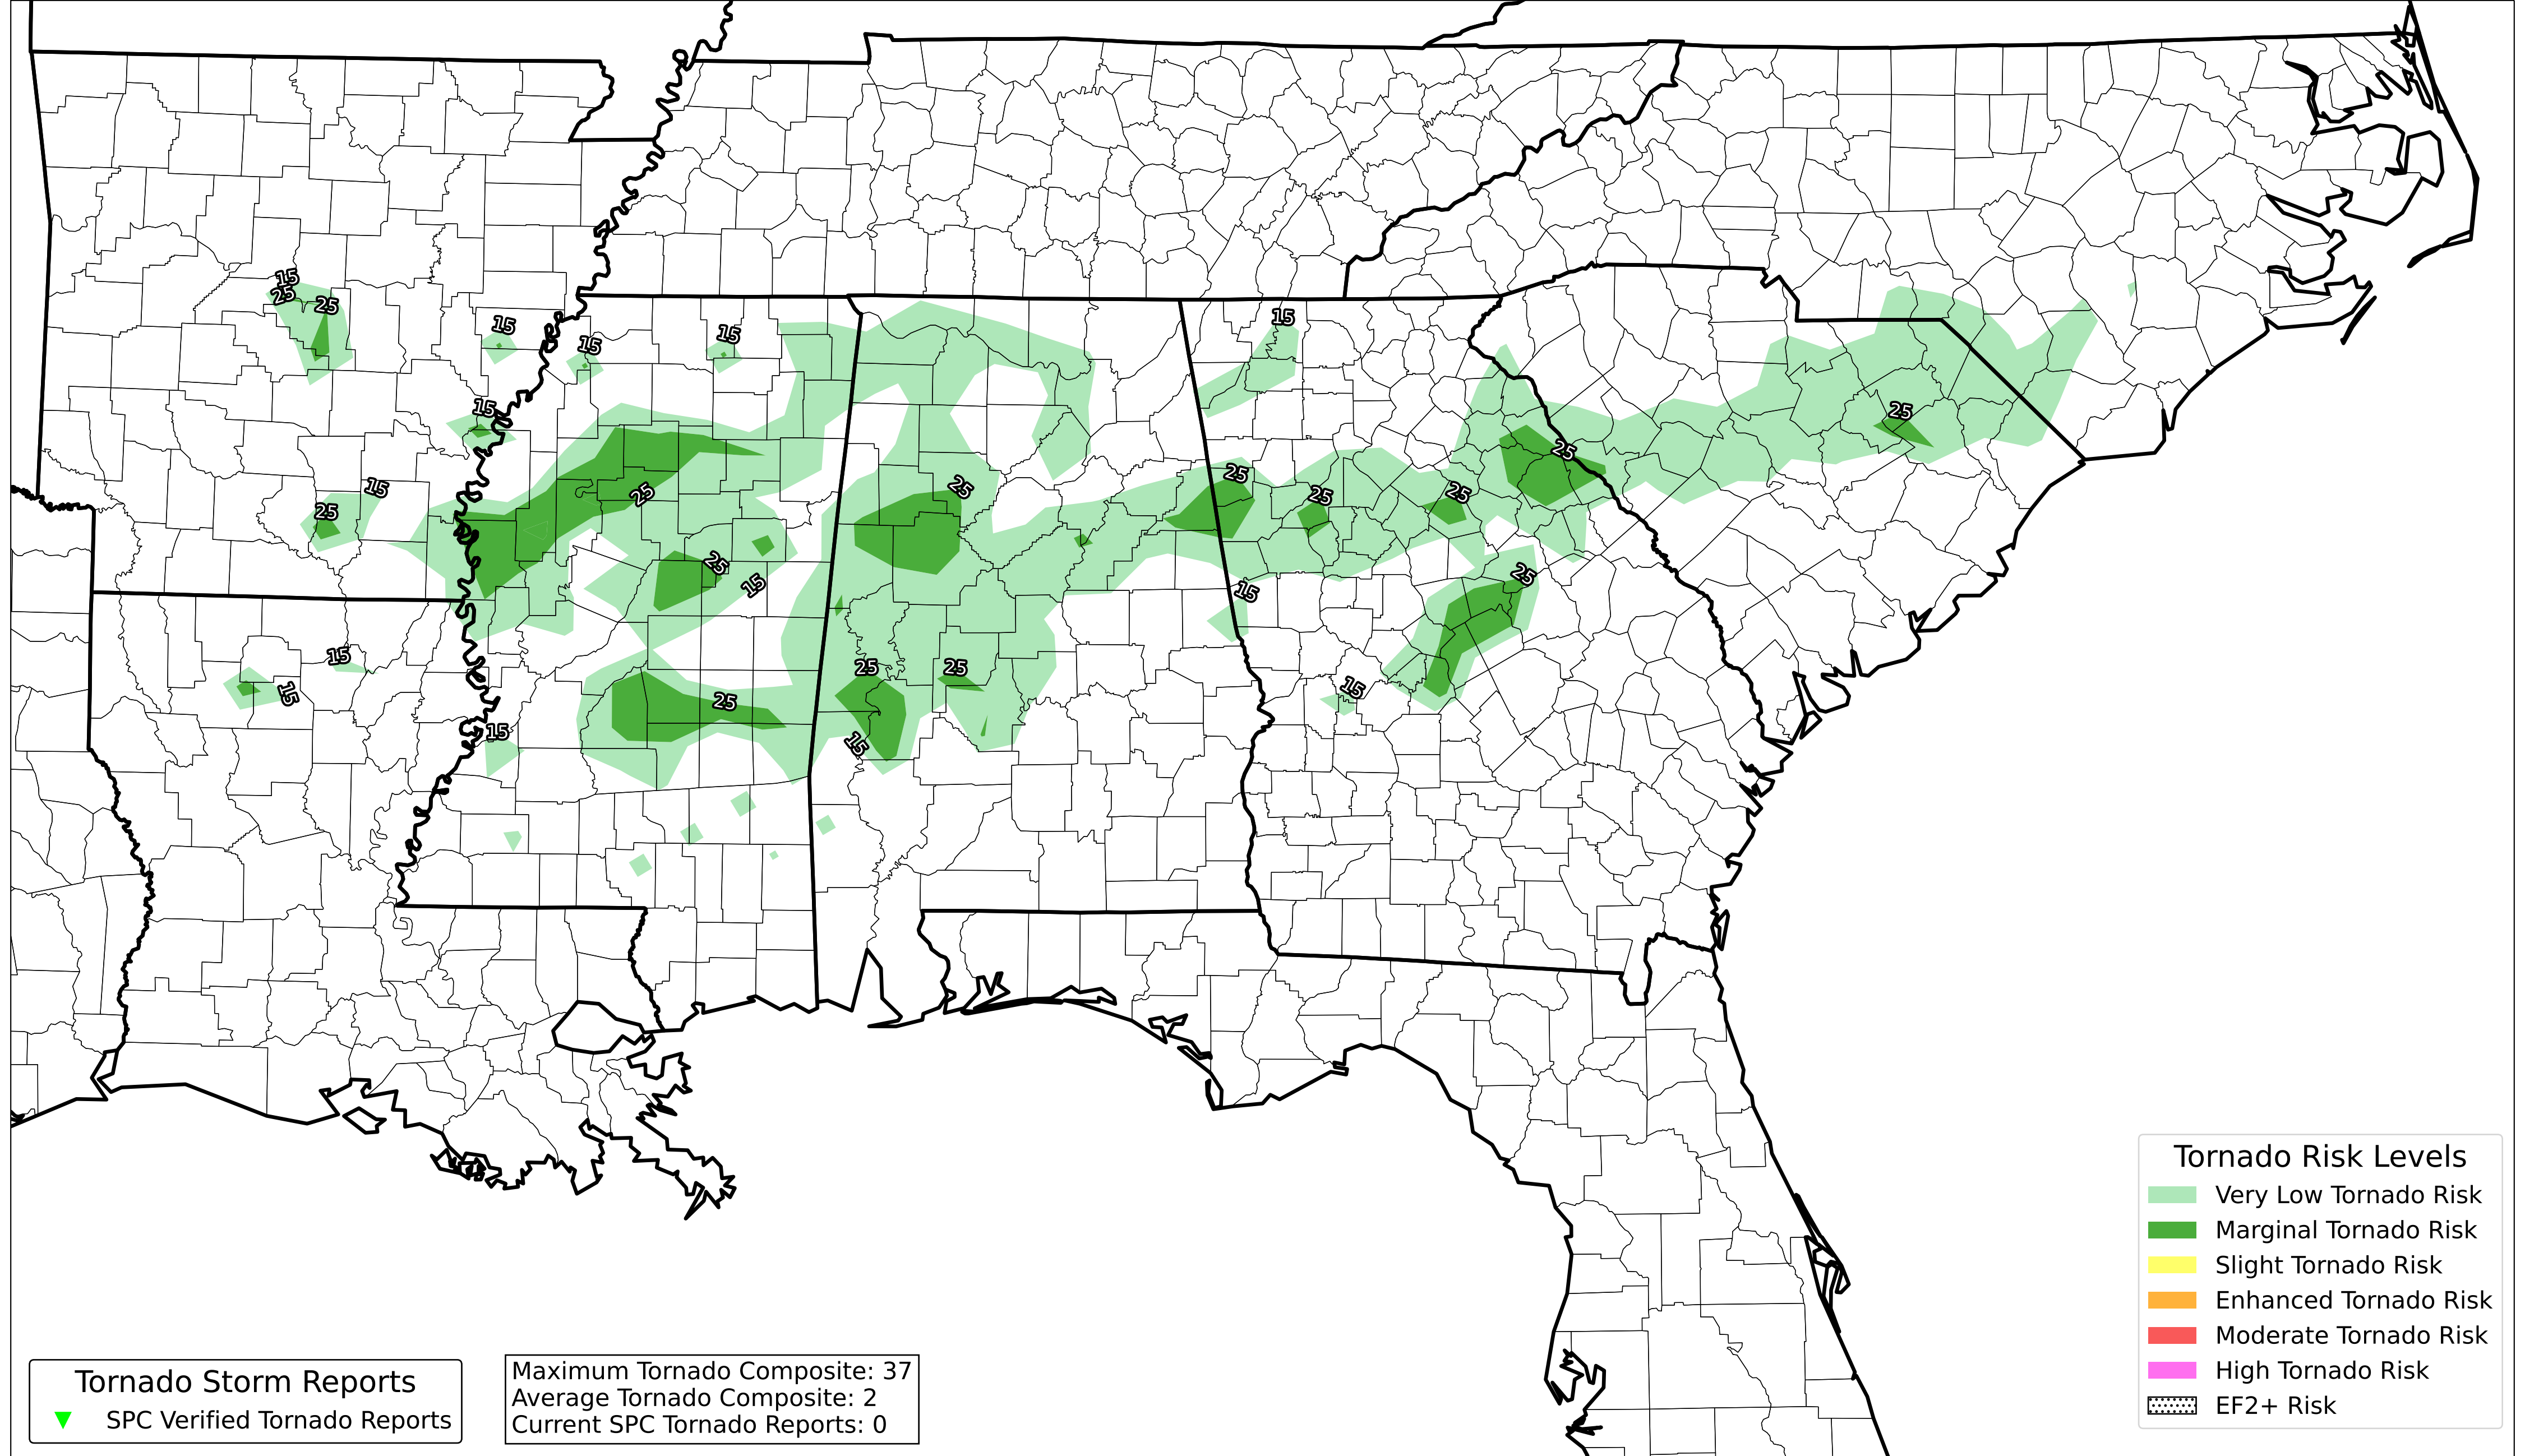 15
25
25
15
15
15
15
15
25
15
25
25
15
25
25
25
25
25
25
25
25
15
15
25
25
25
15
15
15
15
15
Tornado Storm Reports
SPC Verified Tornado Reports
Maximum Tornado Composite: 37
Average Tornado Composite: 2
Current SPC Tornado Reports: 0
Tornado Risk Levels
Very Low Tornado Risk
Marginal Tornado Risk
Slight Tornado Risk
Enhanced Tornado Risk
Moderate Tornado Risk
High Tornado Risk
EF2+ Risk